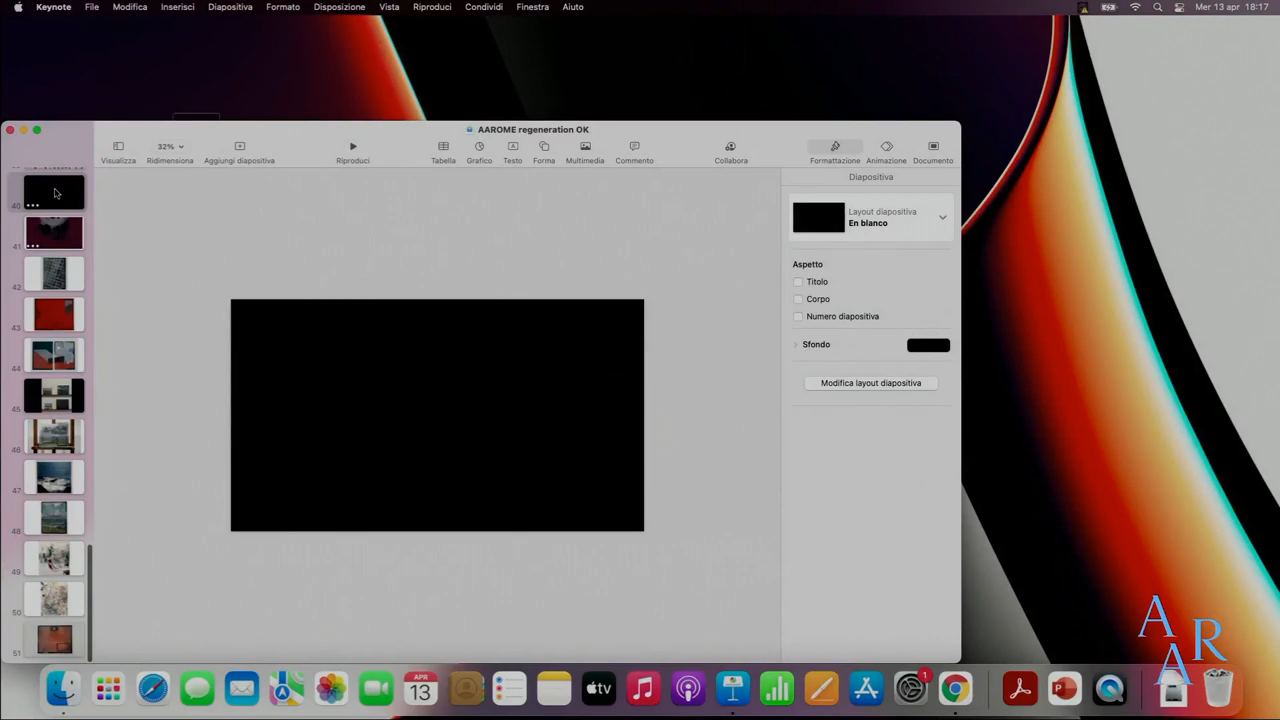 Keynote File Modifica Inserisci Diapositiva Formato Disposizione Vista Riproduci Condividi Finestra Aiuto Mer 13 apr 18:17
AAROME regeneration OK
32%
Visualizza Ridimensiona Aggiungi diapositiva Riproduci Tabella Grafico Testo Forma Multimedia Commento Collabora Formattazione Animazione Documento
Diapositiva
Layout diapositiva
En blanco
Aspetto
Titolo
Corpo
Numero diapositiva
Sfondo
Modifica layout diapositiva
40
41
42
43
44
45
46
47
48
49
50
51
APR
13
tv
1
A
A R